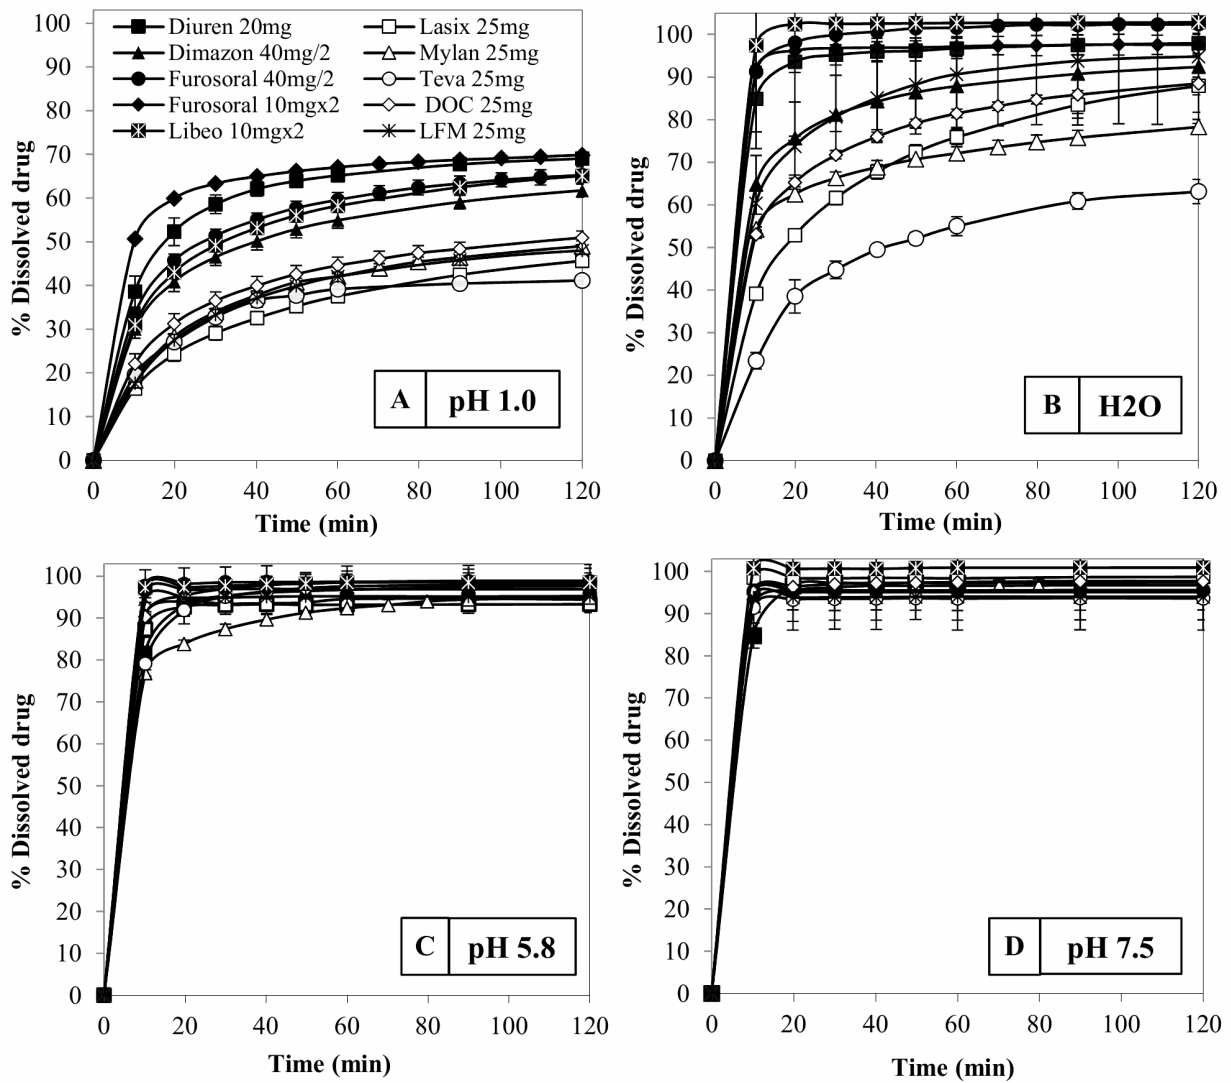 100
90
80
70
60
50
40
30
20
10
0
% Dissolved drug
Diuren 20mg
Dimazon 40mg/2
Furosoral 40mg/2
Furosoral 10mgx2
Libeo 10mgx2
Lasix 25mg
Mylan 25mg
Teva 25mg
DOC 25mg
LFM 25mg
A pH 1.0
0 20 40 60 80 100 120
Time (min)
100
90
80
70
60
50
40
30
20
10
0
% Dissolved drug
B H2O
0 20 40 60 80 100 120
Time (min)
100
90
80
70
60
50
40
30
20
10
0
% Dissolved drug
C pH 5.8
0 20 40 60 80 100 120
Time (min)
100
90
80
70
60
50
40
30
20
10
0
% Dissolved drug
D pH 7.5
0 20 40 60 80 100 120
Time (min)